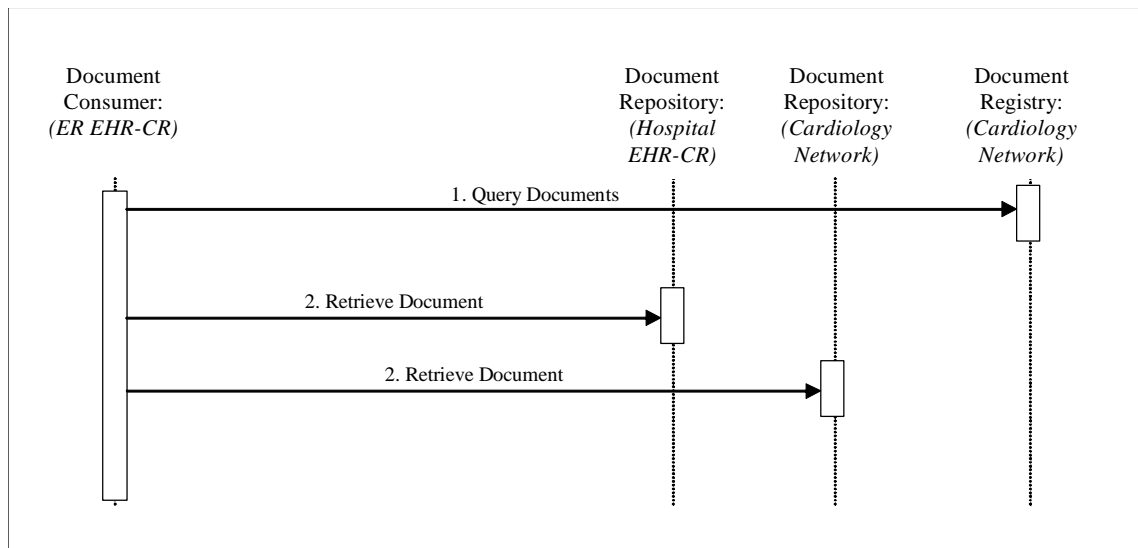 Document
Consumer:
(ER EHR-CR)
Document
Repository:
(Hospital
EHR-CR)
Document
Repository:
(Cardiology
Network)
Document
Registry:
(Cardiology
Network)
1. Query Documents
2. Retrieve Document
2. Retrieve Document